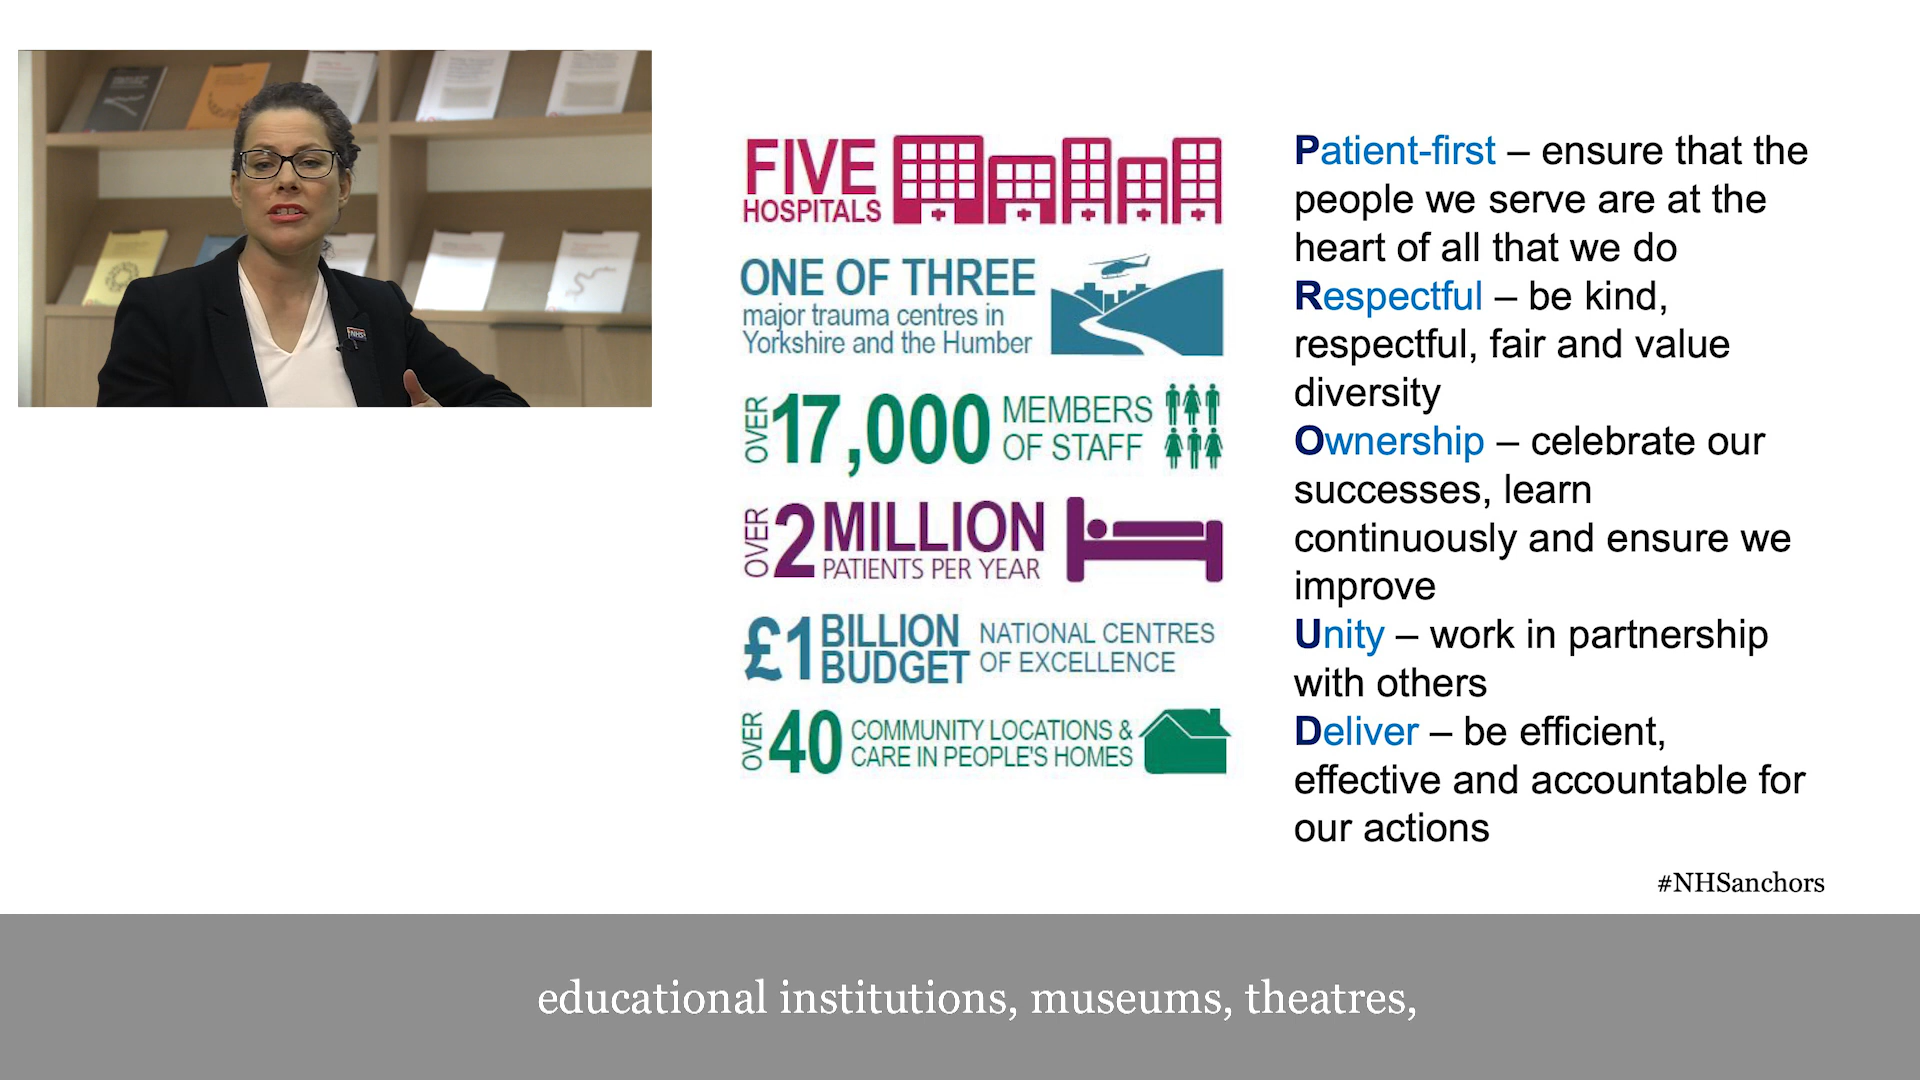 NHS
FIVE
HOSPITALS
ONE OF THREE
major trauma centres in
Yorkshire and the Humber
OVER 17,000 MEMBERS
OF STAFF
OVER 2 MILLION
PATIENTS PER YEAR
£1 BILLION
BUDGET
NATIONAL CENTRES
OF EXCELLENCE
OVER 40 COMMUNITY LOCATIONS &
CARE IN PEOPLE'S HOMES
Patient-first – ensure that the
people we serve are at the
heart of all that we do
Respectful – be kind,
respectful, fair and value
diversity
Ownership – celebrate our
successes, learn
continuously and ensure we
improve
Unity – work in partnership
with others
Deliver – be efficient,
effective and accountable for
our actions
#NHSanchors
educational institutions, museums, theatres,